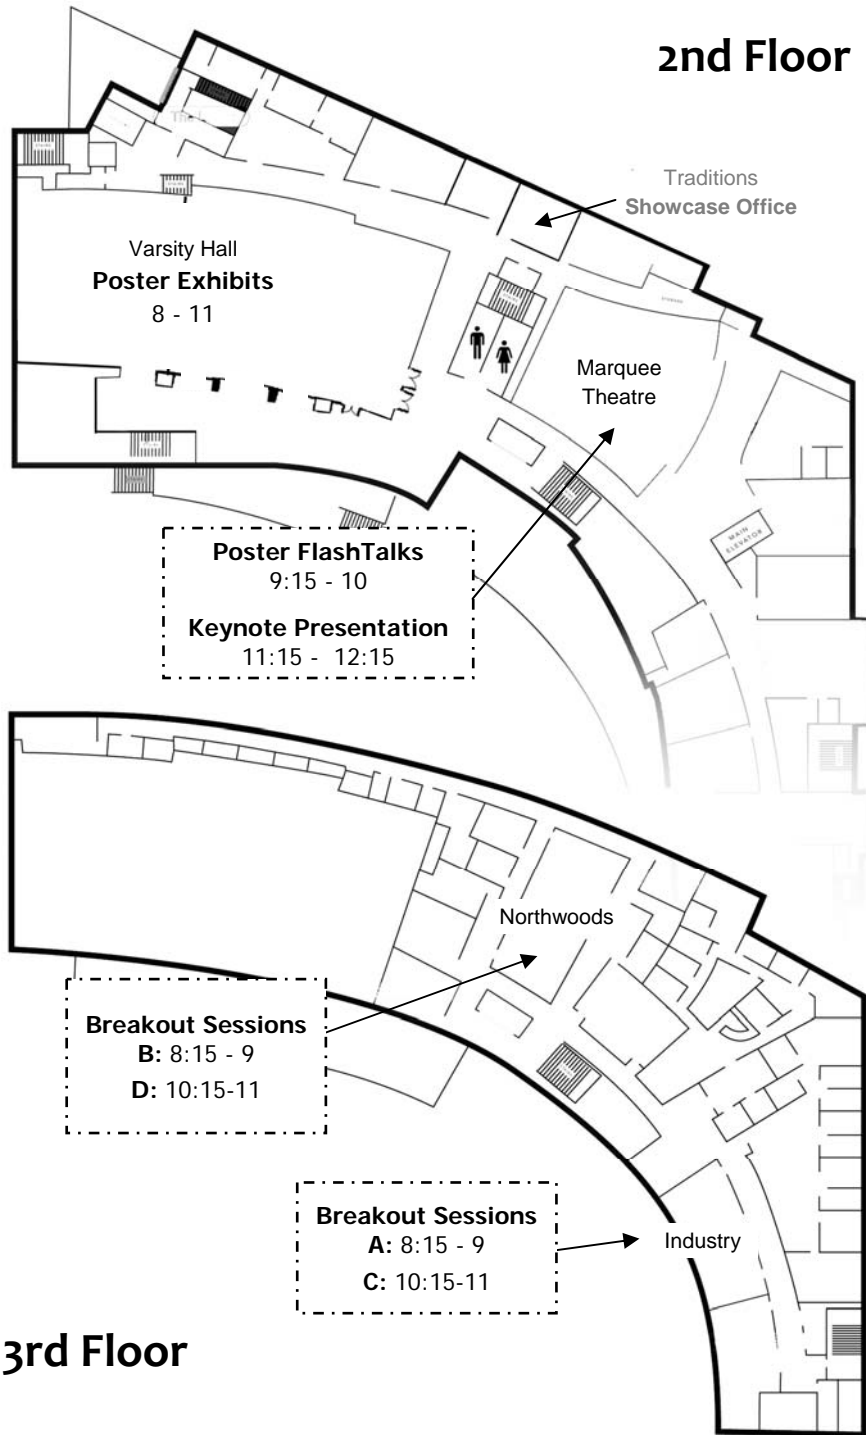 2nd Floor
Traditions
Showcase Office
Varsity Hall
Poster Exhibits
8 - 11
Marquee
Theatre
MAIN
ELEVATOR
Poster FlashTalks
9:15 - 10
Keynote Presentation
11:15 - 12:15
Northwoods
Breakout Sessions
B: 8:15 - 9
D: 10:15-11
Breakout Sessions
A: 8:15 - 9
C: 10:15-11
Industry
3rd Floor